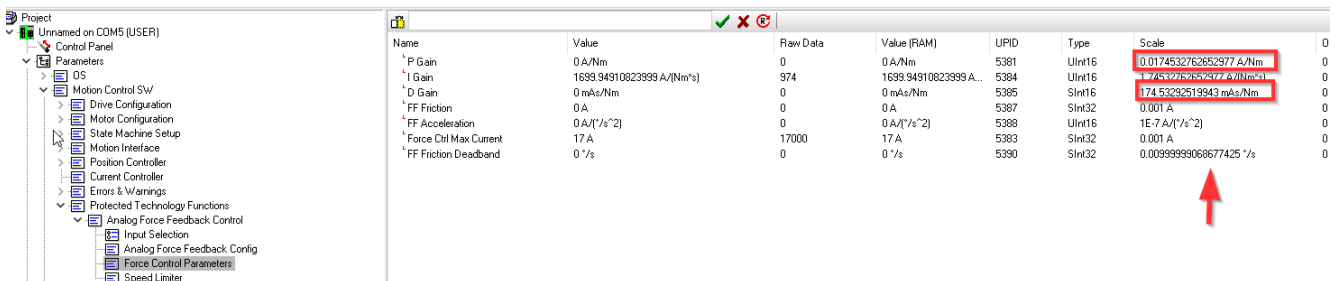 Project
Unnamed on COM5 (USER)
Control Panel
Parameters
OS
Motion Control SW
Drive Configuration
Motor Configuration
State Machine Setup
Motion Interface
Position Controller
Current Controller
Errors & Warnings
Protected Technology Functions
Analog Force Feedback Control
Input Selection
Analog Force Feedback Config
Force Control Parameters
Speed Limiter
Name Value Raw Data Value (RAM) UPID Type Scale O
P Gain 0 A/Nm 0 0 A/Nm 5381 UInt16 0.0174532762652977 A/Nm 0
I Gain 1699.94910823999 A/(Nm*s) 974 1699.94910823999 A... 5384 UInt16 1.74532762652977 A/(Nm*s) 0
D Gain 0 mAs/Nm 0 0 mAs/Nm 5385 SInt16 174.53292519943 mAs/Nm 0
FF Friction 0 A 0 0 A 5387 SInt32 0.001 A 0
FF Acceleration 0 A/(°/s^2) 0 0 A/(°/s^2) 5388 UInt16 1E-7 A/(°/s^2) 0
Force Ctrl Max Current 17 A 17000 17 A 5383 SInt32 0.001 A 0
FF Friction Deadband 0 °/s 0 0 °/s 5390 SInt32 0.00999999068677425 °/s 0